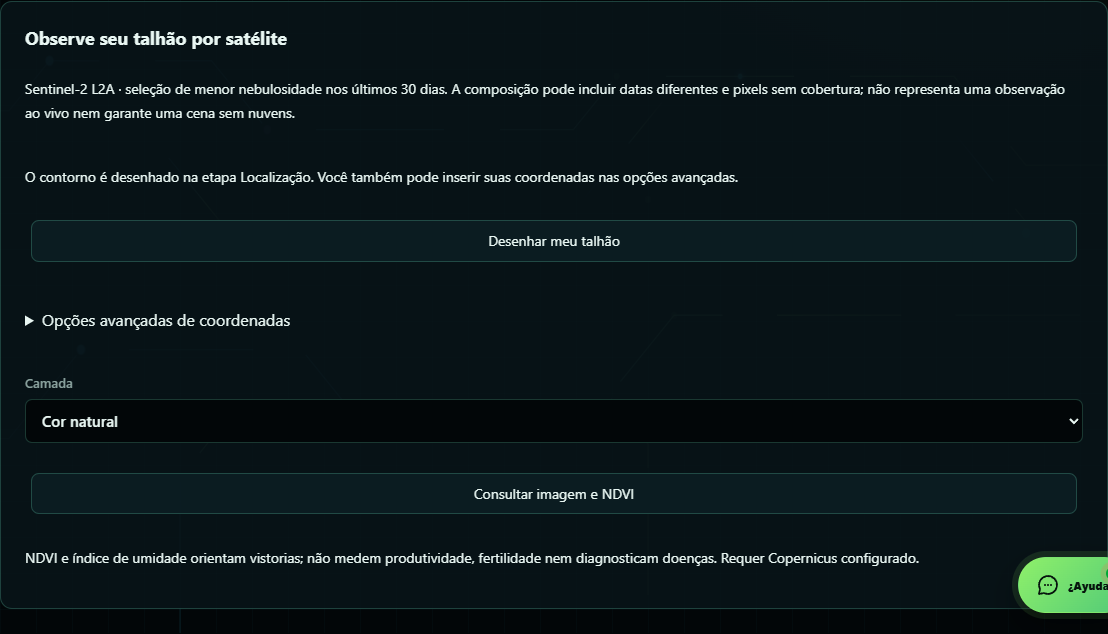 Observe seu talhão por satélite
Sentinel-2 L2A · seleção de menor nebulosidade nos últimos 30 dias. A composição pode incluir datas diferentes e pixels sem cobertura; não representa uma observação
ao vivo nem garante uma cena sem nuvens.
O contorno é desenhado na etapa Localização. Você também pode inserir suas coordenadas nas opções avançadas.
Desenhar meu talhão
Opções avançadas de coordenadas
Camada
Cor natural
Consultar imagem e NDVI
NDVI e índice de umidade orientam vistorias; não medem produtividade, fertilidade nem diagnosticam doenças. Requer Copernicus configurado.
¿Ayuda